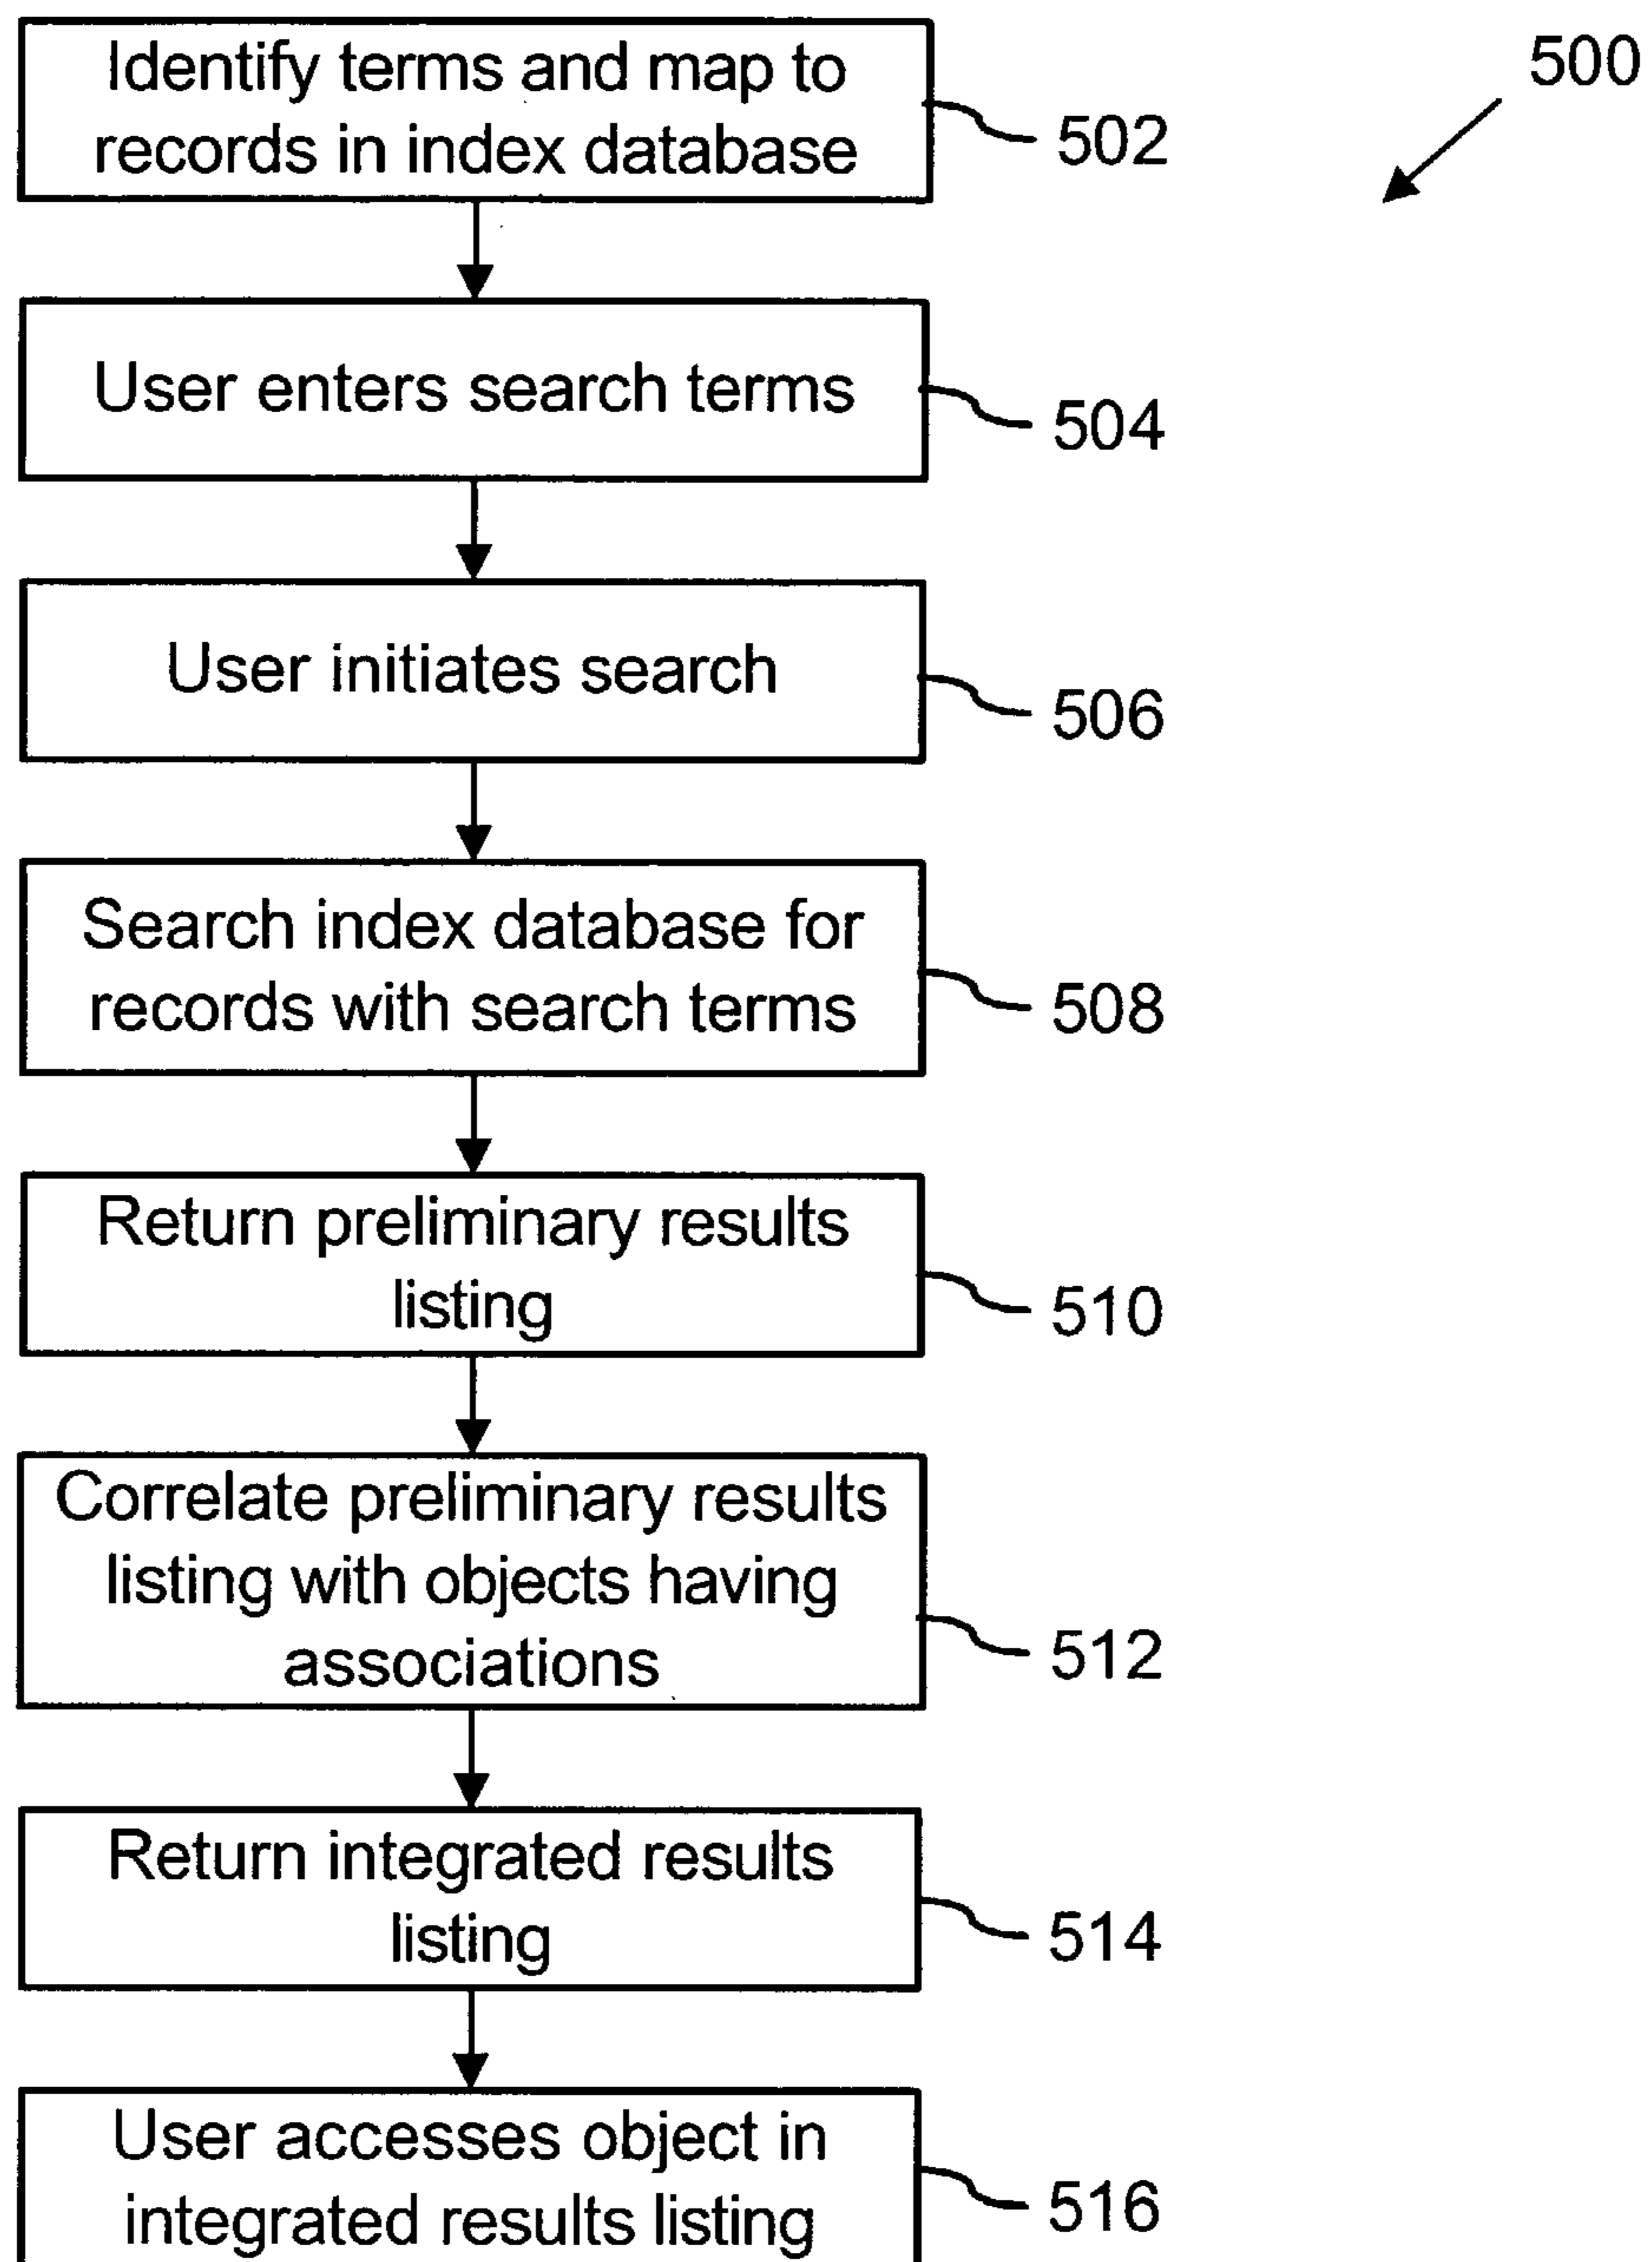 Identify terms and map to
records in index database
500
502
User enters search terms
504
User initiates search
506
Search index database for
records with search terms
508
Return preliminary results
listing
510
Correlate preliminary results
listing with objects having
associations
512
Return integrated results
listing
514
User accesses object in
integrated results listing
516